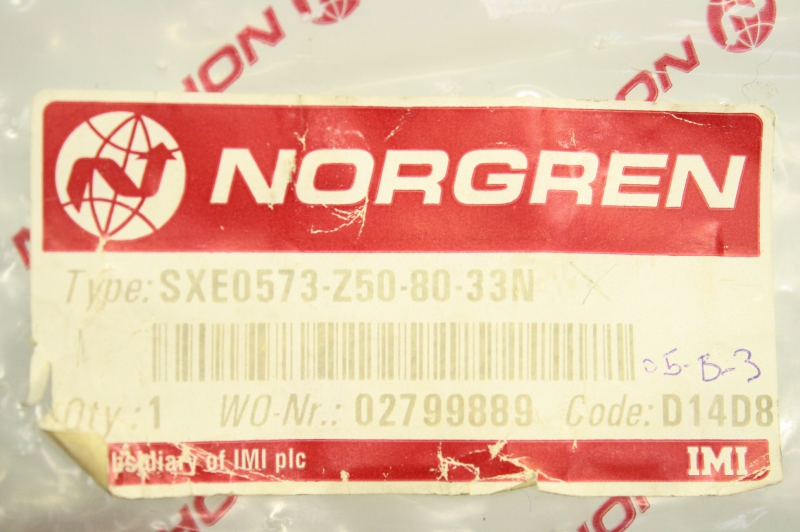 NORGREN
NORGREN
Type: SXE0573-Z50-80-33N
05-B-3
Qty: 1 WO-Nr.: 02799889 Code: D14D8
of IMI plc IMI